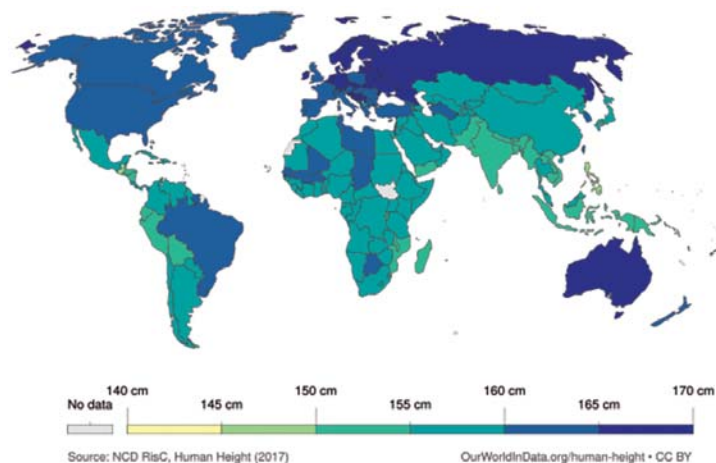 140 cm 150 cm 160 cm 170 cm
No data 145 cm 155 cm 165 cm
Source: NCD RisC, Human Height (2017) OurWorldInData.org/human-height • CC BY